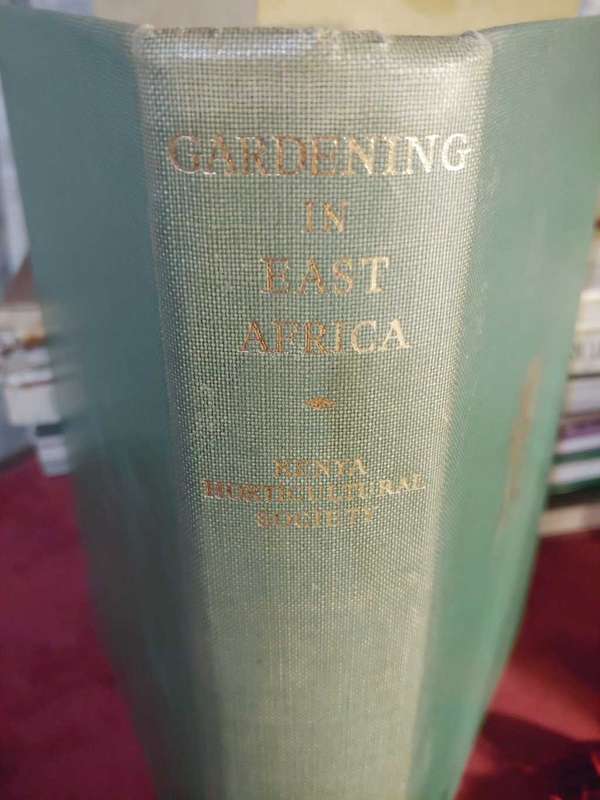 GARDENING
IN
EAST
AFRICA
KENYA
HORTICULTURAL
SOCIETY